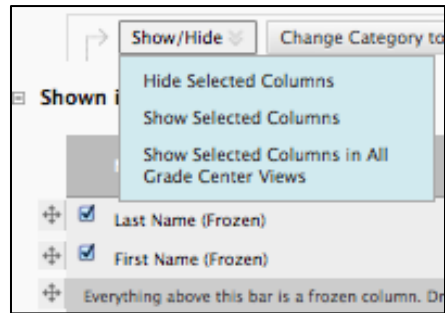 Show/Hide
Change Category to
Hide Selected Columns
Shown i
Show Selected Columns
Show Selected Columns in All
Grade Center Views
Last Name (Frozen)
First Name (Frozen)
Everything above this bar is a frozen column. Dr